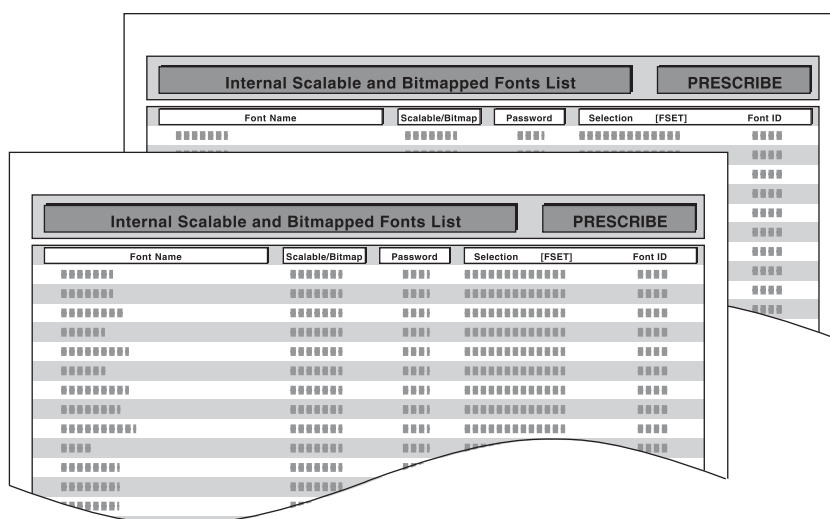 Internal Scalable and Bitmapped Fonts List PRESCRIBE
Font Name Scalable/Bitmap Password Selection [FSET] Font ID
Internal Scalable and Bitmapped Fonts List PRESCRIBE
Font Name Scalable/Bitmap Password Selection [FSET] Font ID